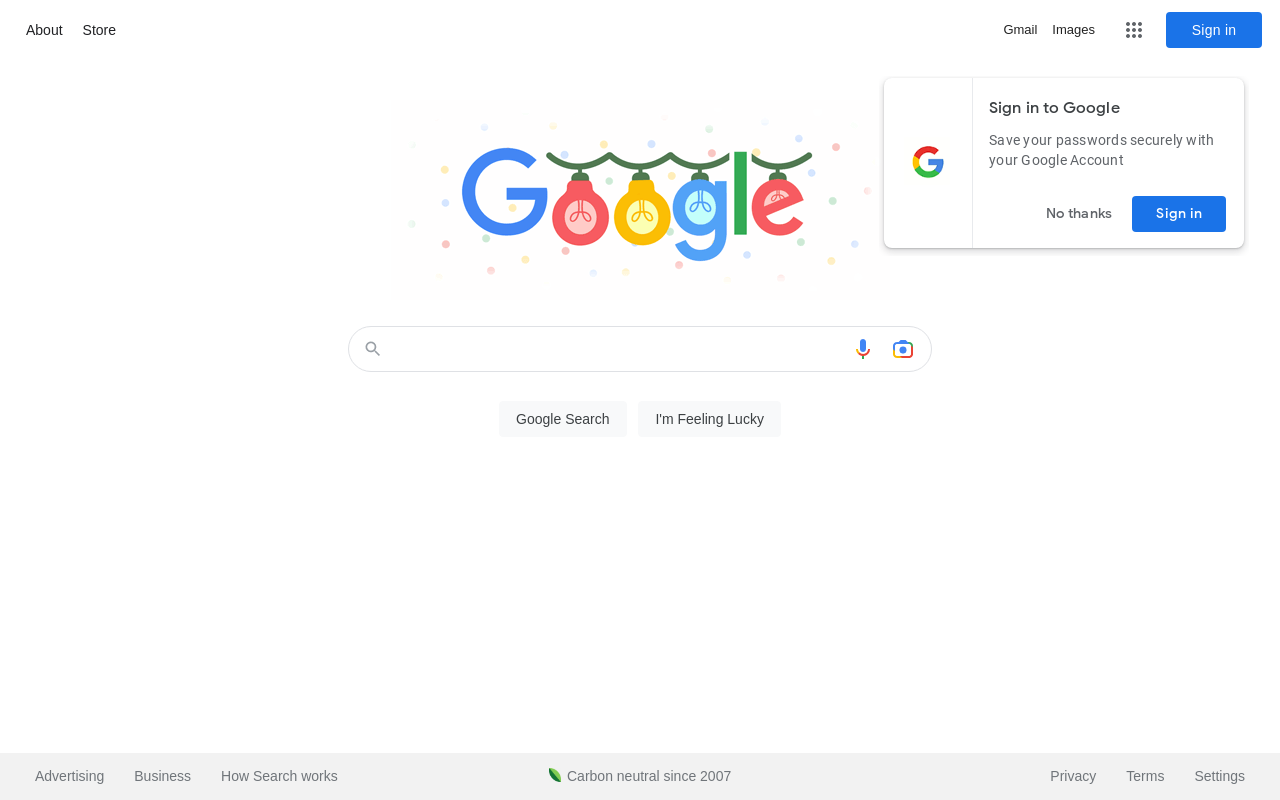 About Store
Gmail Images Sign in
Sign in to Google
Save your passwords securely with
your Google Account
No thanks Sign in
Google
Google Search I'm Feeling Lucky
Advertising Business How Search works
Carbon neutral since 2007
Privacy Terms Settings